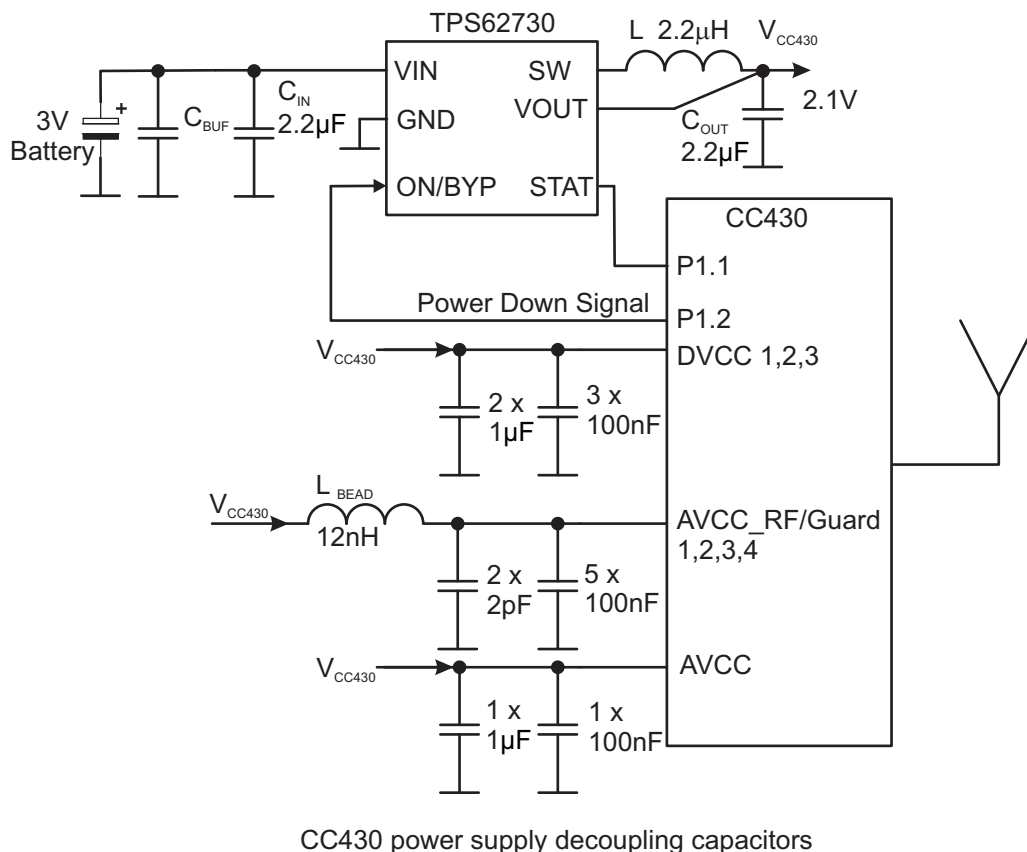 TPS62730
L 2.2μH
VCC430
VIN
SW
VOUT
2.1V
+
3V
Battery
CBUF
CIN
2.2µF
GND
COUT
2.2µF
ON/BYP
STAT
CC430
P1.1
Power Down Signal
P1.2
VCC430
DVCC 1,2,3
2 x
1µF
3 x
100nF
L BEAD
VCC430
12nH
AVCC_RF/Guard
1,2,3,4
2 x
2pF
5 x
100nF
VCC430
AVCC
1 x
1µF
1 x
100nF
CC430 power supply decoupling capacitors